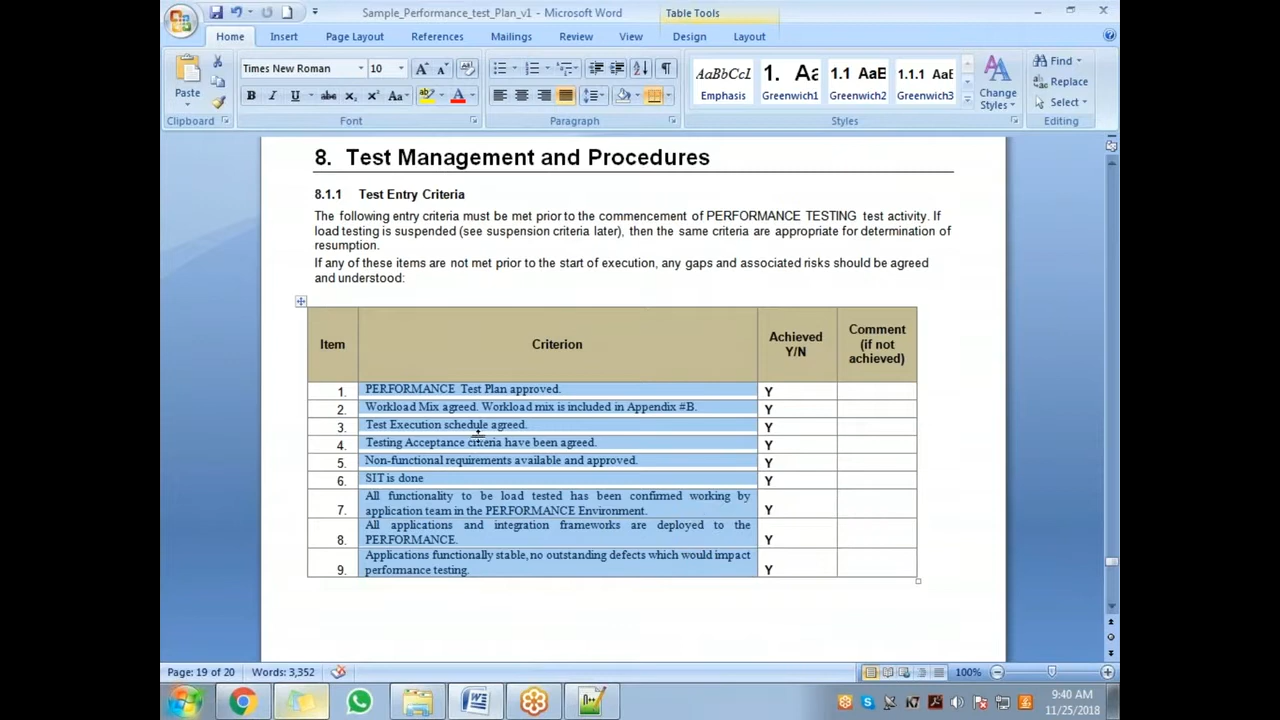 Sample_Performance_test_Plan_v1 - Microsoft Word
Table Tools
Home Insert Page Layout References Mailings Review View Design Layout
Paste
Clipboard
Times New Roman 10
Font
Paragraph
AaBbCcL 1. Aa 1.1 AaE 1.1.1 AaE
Emphasis Greenwich1 Greenwich2 Greenwich3
Change Styles
Styles
Find
Replace
Select
Editing
8. Test Management and Procedures
8.1.1 Test Entry Criteria
The following entry criteria must be met prior to the commencement of PERFORMANCE TESTING test activity. If
load testing is suspended (see suspension criteria later), then the same criteria are appropriate for determination of
resumption.
If any of these items are not met prior to the start of execution, any gaps and associated risks should be agreed
and understood:
Item Criterion Achieved Y/N Comment (if not achieved)
1. PERFORMANCE Test Plan approved. Y
2. Workload Mix agreed. Workload mix is included in Appendix #B. Y
3. Test Execution schedule agreed. Y
4. Testing Acceptance criteria have been agreed. Y
5. Non-functional requirements available and approved. Y
6. SIT is done Y
7. All functionality to be load tested has been confirmed working by
application team in the PERFORMANCE Environment. Y
8. All applications and integration frameworks are deployed to the
PERFORMANCE. Y
9. Applications functionally stable, no outstanding defects which would impact
performance testing. Y
Page: 19 of 20 Words: 3,352 100%
9:40 AM
11/25/2018